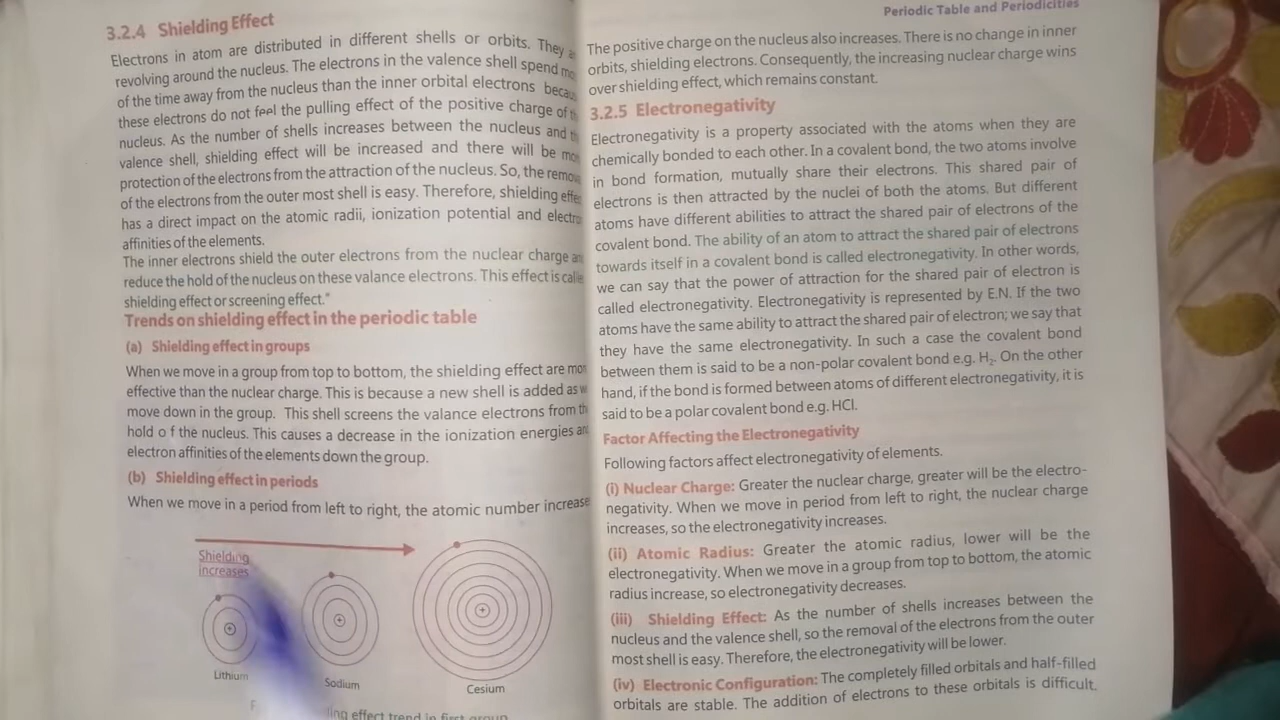 3.2.4 Shielding Effect
Electrons in atom are distributed in different shells or orbits. They
revolving around the nucleus. The electrons in the valence shell spend
of the time away from the nucleus than the inner orbital electrons
these electrons do not feel the pulling effect of the positive charge of
nucleus. As the number of shells increases between the nucleus and
valence shell, shielding effect will be increased and there will be
protection of the electrons from the attraction of the nucleus. So, the
of the electrons from the outer most shell is easy. Therefore, shielding
has a direct impact on the atomic radii, ionization potential and
affinities of the elements.
The inner electrons shield the outer electrons from the nuclear charge
reduce the hold of the nucleus on these valance electrons. This effect is
shielding effect or screening effect."
Trends on shielding effect in the periodic table
(a) Shielding effect in groups
When we move in a group from top to bottom, the shielding effect are
effective than the nuclear charge. This is because a new shell is added as
move down in the group. This shell screens the valance electrons from
hold o f the nucleus. This causes a decrease in the ionization energies
electron affinities of the elements down the group.
(b) Shielding effect in periods
When we move in a period from left to right, the atomic number increase
Shielding
increases
Lithium
Sodium
Cesium
effect trend in first group
Periodic Table and Periodicities
The positive charge on the nucleus also increases. There is no change in inner
orbits, shielding electrons. Consequently, the increasing nuclear charge wins
over shielding effect, which remains constant.
3.2.5 Electronegativity
Electronegativity is a property associated with the atoms when they are
chemically bonded to each other. In a covalent bond, the two atoms involve
in bond formation, mutually share their electrons. This shared pair of
electrons is then attracted by the nuclei of both the atoms. But different
atoms have different abilities to attract the shared pair of electrons of the
covalent bond. The ability of an atom to attract the shared pair of electrons
towards itself in a covalent bond is called electronegativity. In other words,
we can say that the power of attraction for the shared pair of electron is
called electronegativity. Electronegativity is represented by E.N. If the two
atoms have the same ability to attract the shared pair of electron; we say that
they have the same electronegativity. In such a case the covalent bond
between them is said to be a non-polar covalent bond e.g. H₂. On the other
hand, if the bond is formed between atoms of different electronegativity, it is
said to be a polar covalent bond e.g. HCl.
Factor Affecting the Electronegativity
Following factors affect electronegativity of elements.
(i) Nuclear Charge: Greater the nuclear charge, greater will be the electro-
negativity. When we move in period from left to right, the nuclear charge
increases, so the electronegativity increases.
(ii) Atomic Radius: Greater the atomic radius, lower will be the
electronegativity. When we move in a group from top to bottom, the atomic
radius increase, so electronegativity decreases.
(iii) Shielding Effect: As the number of shells increases between the
nucleus and the valence shell, so the removal of the electrons from the outer
most shell is easy. Therefore, the electronegativity will be lower.
(iv) Electronic Configuration: The completely filled orbitals and half-filled
orbitals are stable. The addition of electrons to these orbitals is difficult.